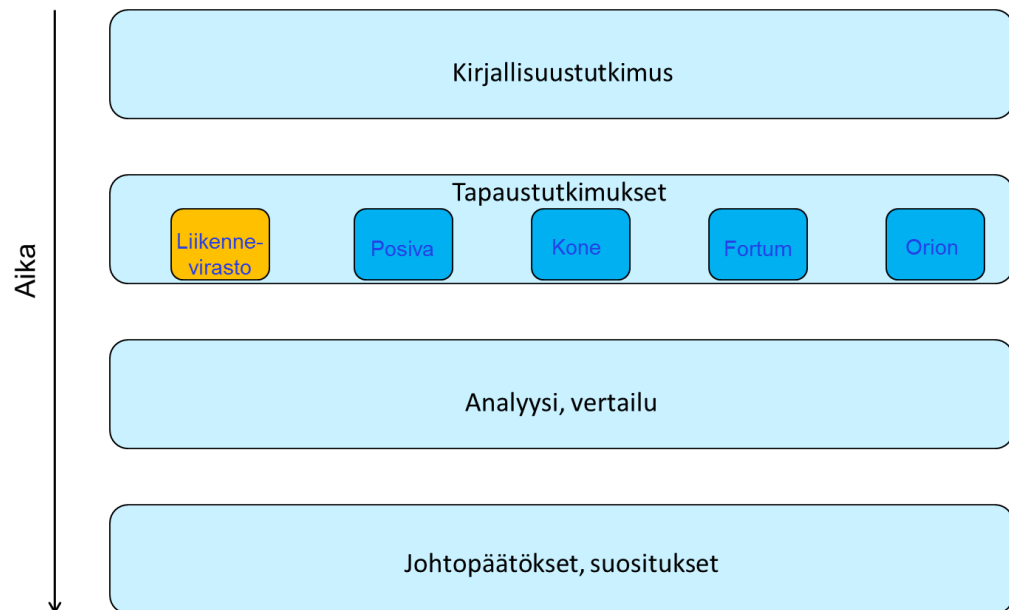 Kirjallisuustutkimus
Tapaustutkimukset
Liikenne-
virasto
Posiva
Kone
Fortum
Orion
Aika
Analyysi, vertailu
Johtopäätökset, suositukset